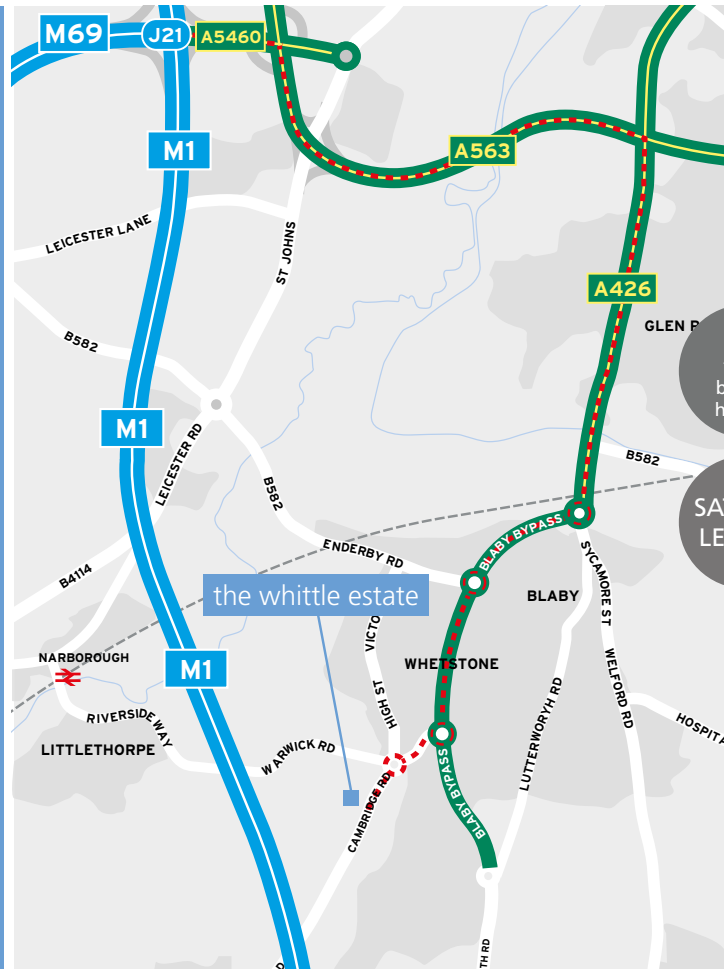 M69
J21
A5460
M1
A563
LEICESTER LANE
ST JOHNS
A426
B582
M1
LEICESTER RD
B582
B582
ENDERBY RD
BLABY BYPASS
SYCAMORE ST
BLABY
B4114
the whittle estate
NARBOROUGH
M1
WHETSTONE
HIGH ST
WELFORD RD
RIVERSIDE WAY
LITTLETHORPE
WARWICK RD
LUTTERWORYH RD
CAMBRIDGE RD
BLABY BYPASS
GLEN